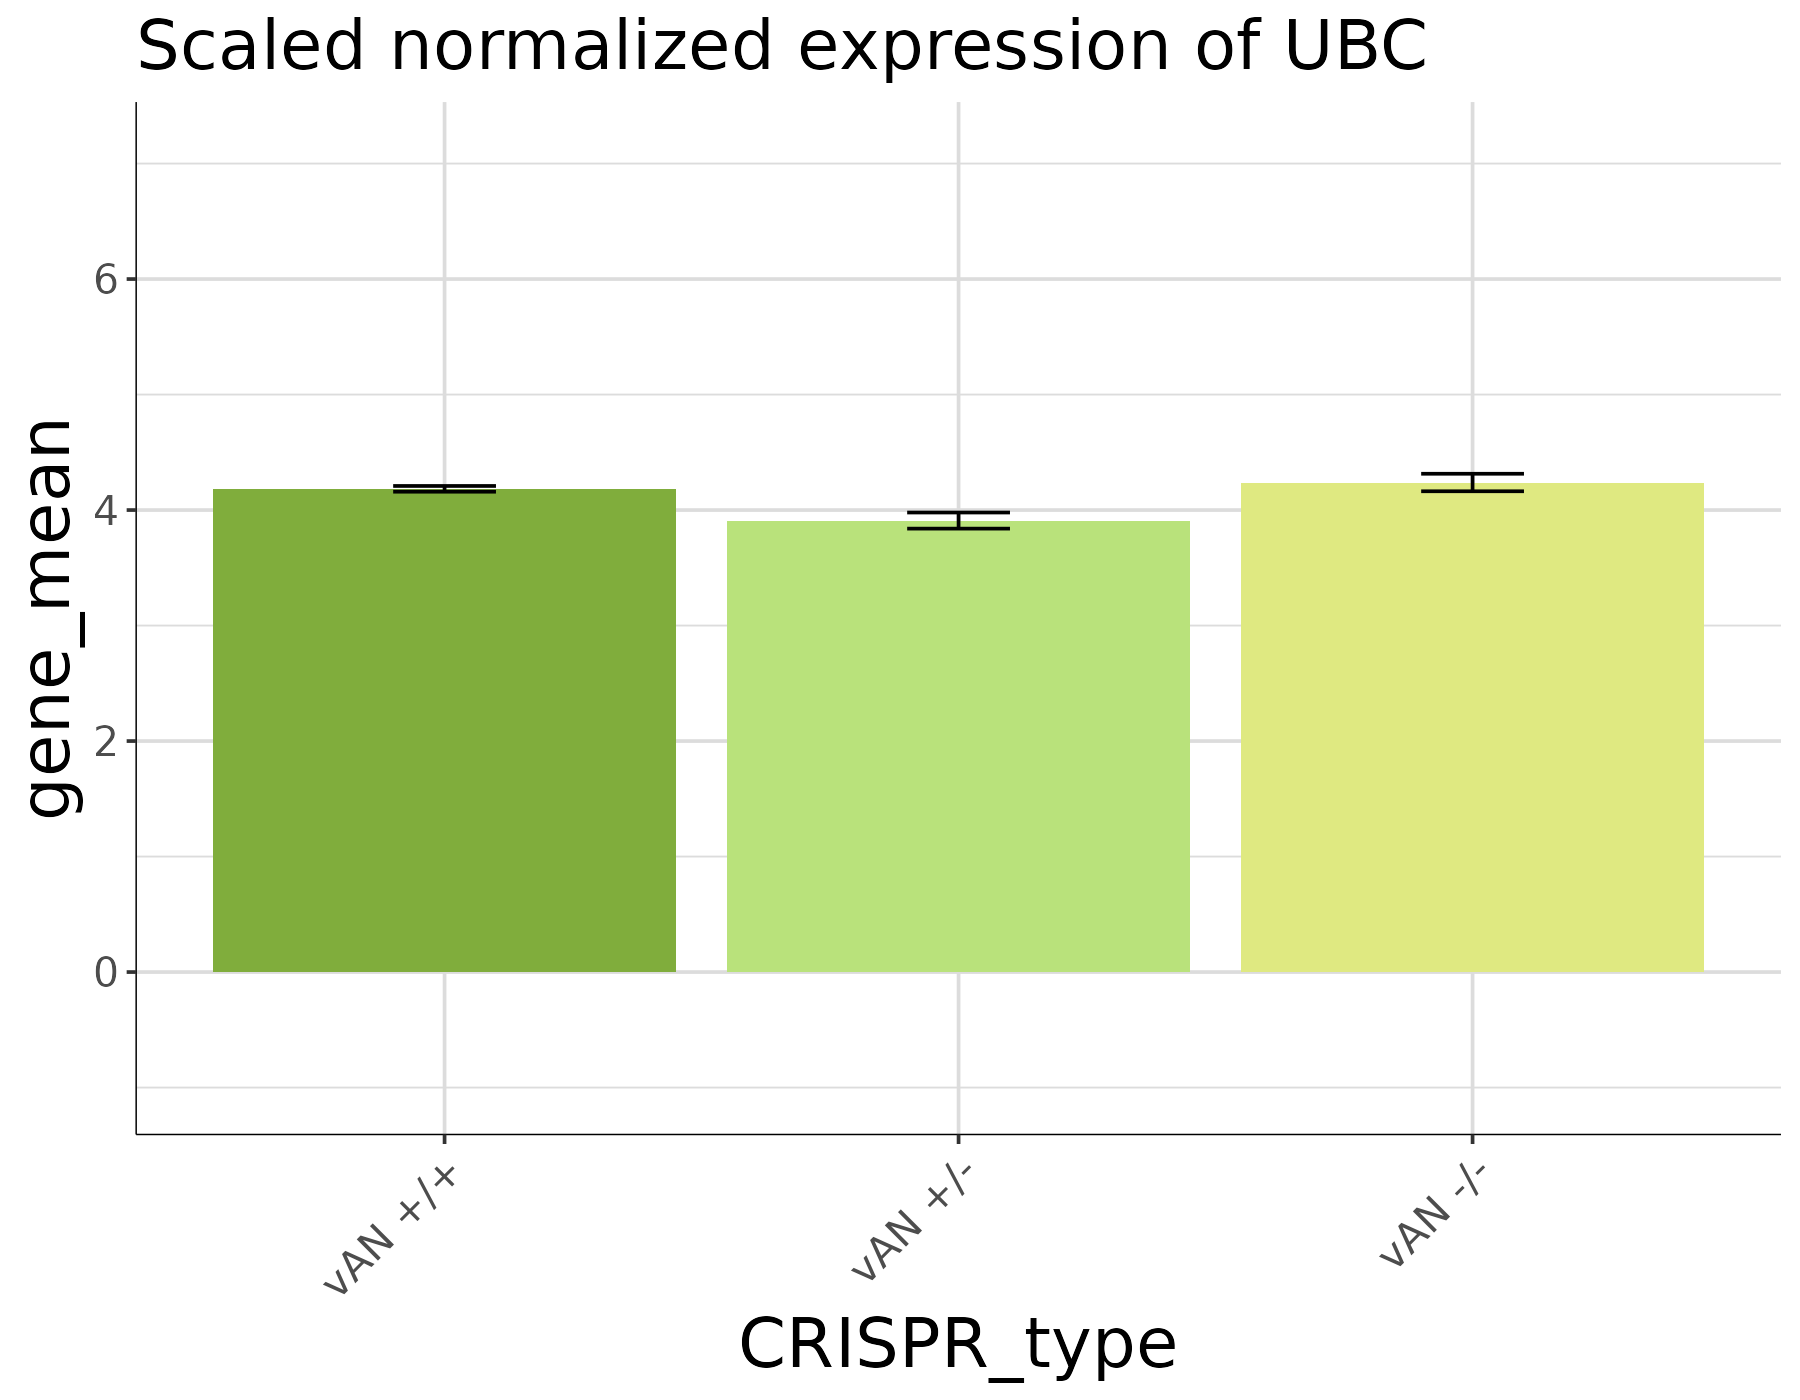 Scaled normalized expression of UBC
gene_mean
6
4
2
0
vAN +/+
vAN +/-
vAN -/-
CRISPR_type